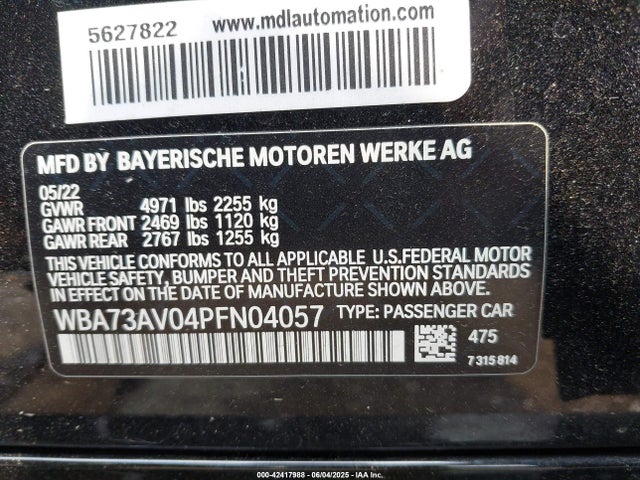 5627822
www.mdlautomation.com
MFD BY BAYERISCHE MOTOREN WERKE AG
05/22
GVWR 4971 lbs 2255 kg
GAWR FRONT 2469 lbs 1120 kg
GAWR REAR 2767 lbs 1255 kg
THIS VEHICLE CONFORMS TO ALL APPLICABLE U.S.FEDERAL MOTOR
VEHICLE SAFETY, BUMPER AND THEFT PREVENTION STANDARDS
IN EFFECT ON THE DATE OF MANUFACTURE SHOWN ABOVE.
WBA73AV04PFN04057 TYPE: PASSENGER CAR
475
7 315 814
000-42417988 - 06/04/2025 - IAA Inc.